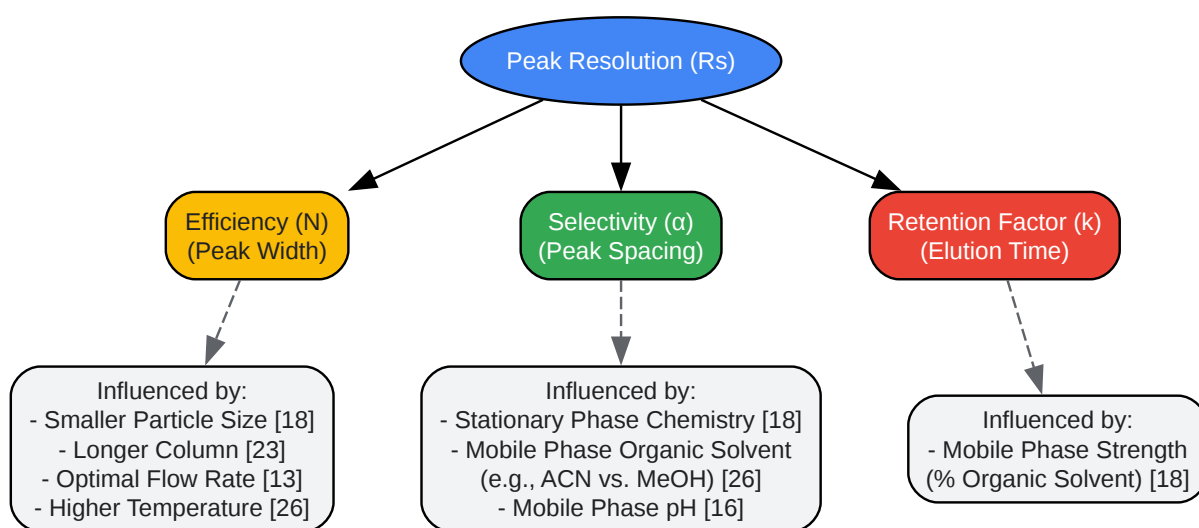 Peak Resolution (Rs)
Efficiency (N)
(Peak Width)
Selectivity (α)
(Peak Spacing)
Retention Factor (k)
(Elution Time)
Influenced by:
- Smaller Particle Size [18]
- Longer Column [23]
- Optimal Flow Rate [13]
- Higher Temperature [26]
Influenced by:
- Stationary Phase Chemistry [18]
- Mobile Phase Organic Solvent
(e.g., ACN vs. MeOH) [26]
- Mobile Phase pH [16]
Influenced by:
- Mobile Phase Strength
(% Organic Solvent) [18]